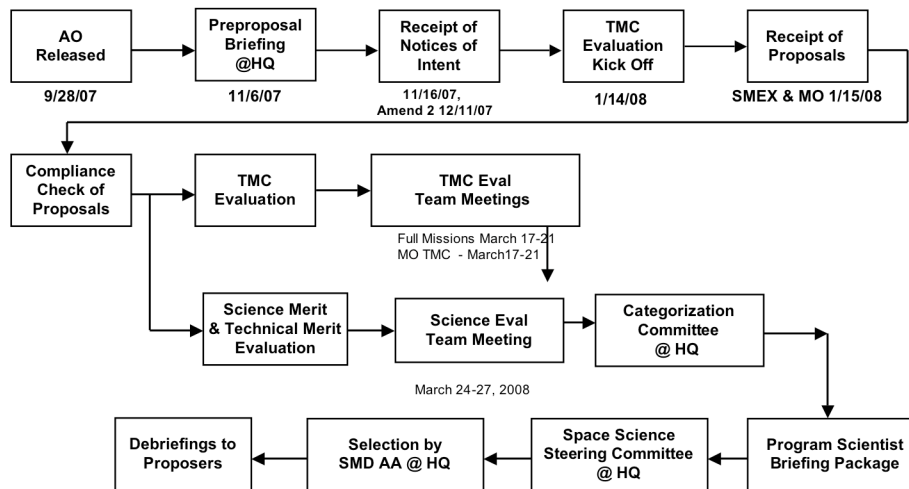 AO
Released
9/28/07
Preproposal
Briefing
@HQ
11/6/07
Receipt of
Notices of
Intent
11/16/07,
Amend 2 12/11/07
TMC
Evaluation
Kick Off
1/14/08
Receipt of
Proposals
SMEX & MO 1/15/08
Compliance
Check of
Proposals
TMC
Evaluation
TMC Eval
Team Meetings
Full Missions March 17-21
MO TMC - March17-21
Science Merit
& Technical Merit
Evaluation
Science Eval
Team Meeting
March 24-27, 2008
Categorization
Committee
@ HQ
Program Scientist
Briefing Package
Space Science
Steering Committee
@ HQ
Selection by
SMD AA @ HQ
Debriefings to
Proposers